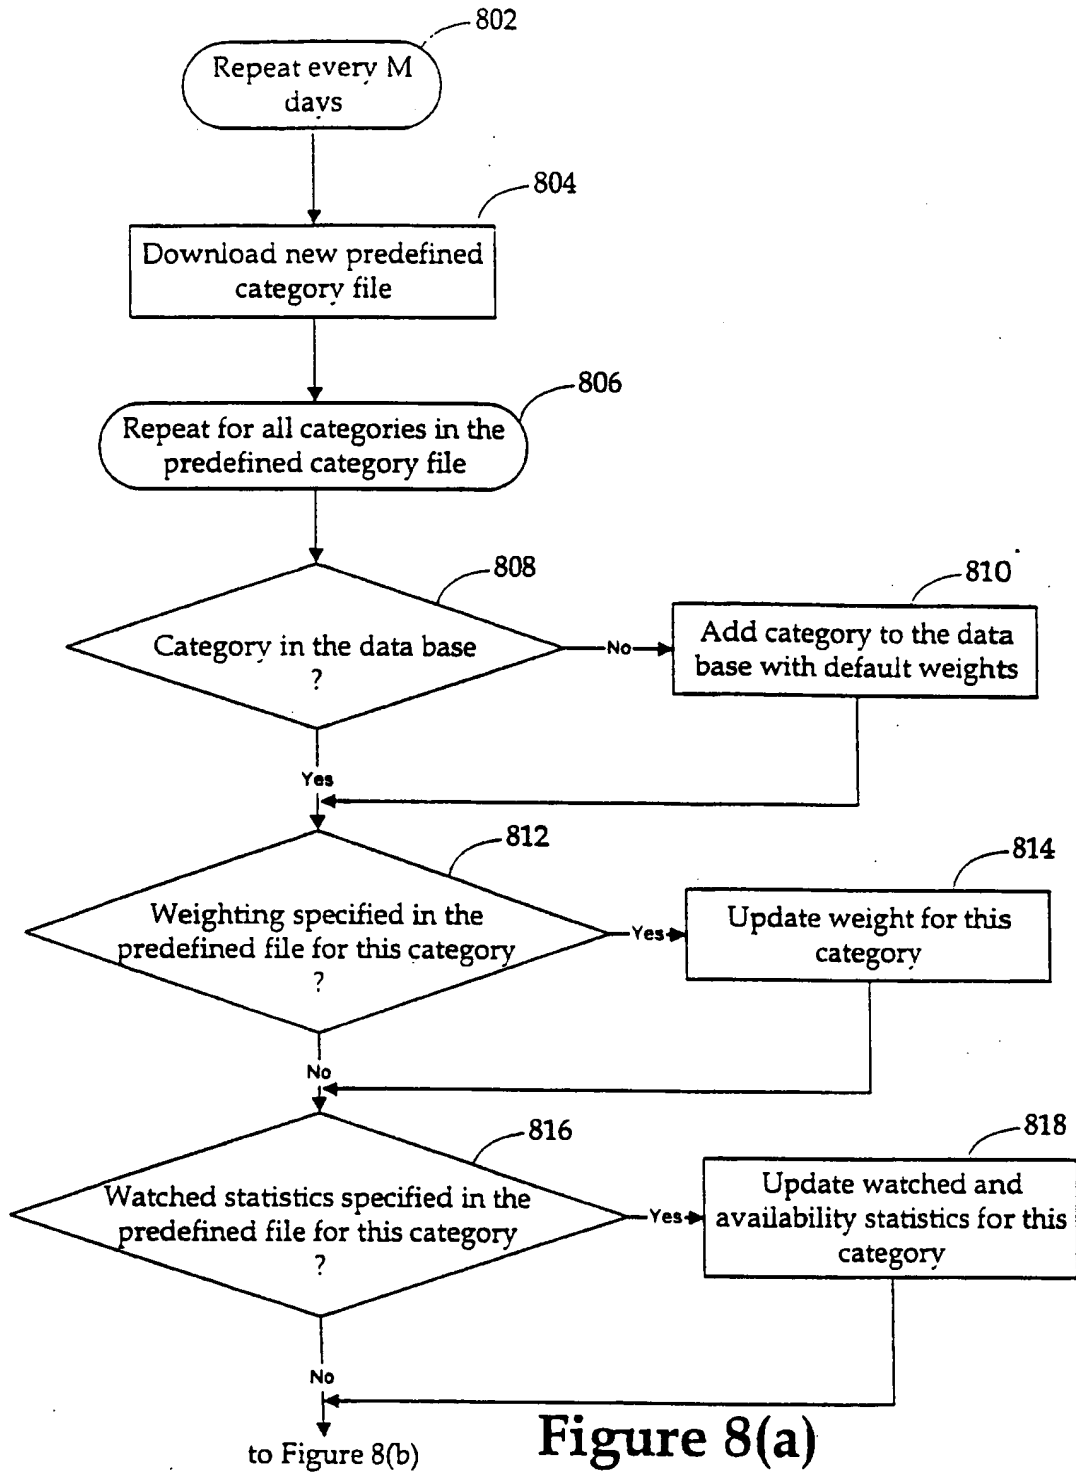 802
Repeat every M
days
804
Download new predefined
category file
806
Repeat for all categories in the
predefined category file
808
Category in the data base
?
No
810
Add category to the data
base with default weights
Yes
812
Weighting specified in the
predefined file for this category
?
Yes
814
Update weight for this
category
No
816
Watched statistics specified in the
predefined file for this category
?
Yes
818
Update watched and
availability statistics for this
category
No
to Figure 8(b)
Figure 8(a)